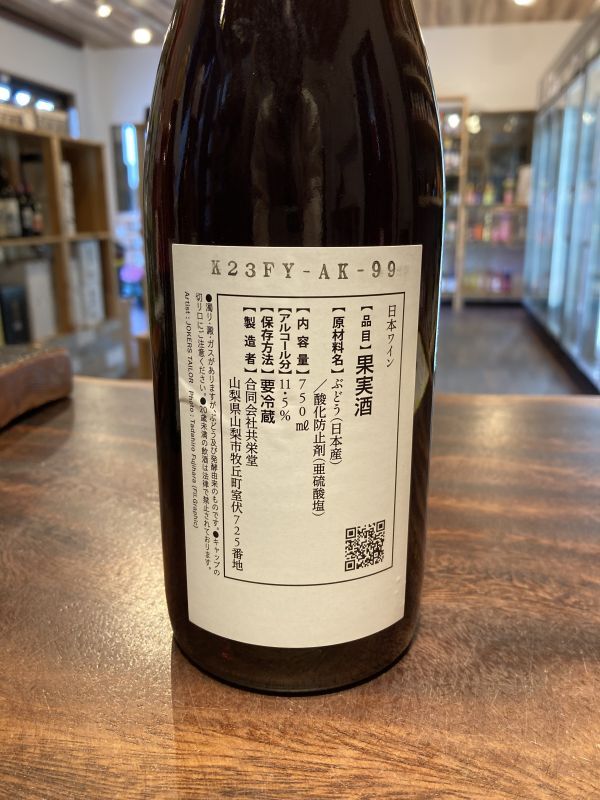 K23FY-AK-99
日本ワイン
【品目】果実酒
【原材料名】ぶどう(日本産)
／酸化防止剤(亜硫酸塩)
【内容量】750㎖
【アルコール分】11.5%
【保存方法】要冷蔵
【製造者】合同会社共栄堂
山梨県山梨市牧丘町室伏725番地
●濁り・澱・ガスがありますが、ぶどう及び発酵由来のものです。●キャップの
切り口にご注意ください。●20歳未満の飲酒は法律で禁止されております。
Artist : JOKERS TAILOR Photo : Tadahiro Fujihara (Fii.Graphic)